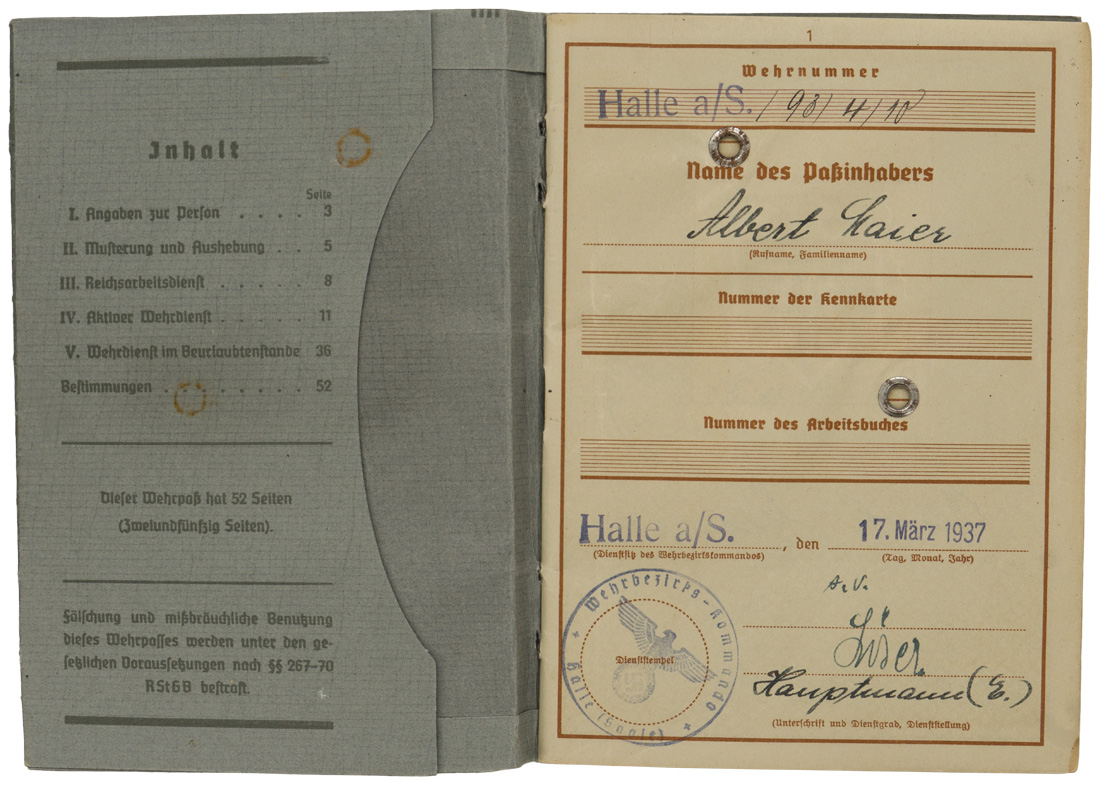 Inhalt
Seite
I. Angaben zur Person . . . . 3
II. Musterung und Aushebung . . 5
III. Reichsarbeitsdienst . . . . . 8
IV. Aktiver Wehrdienst . . . . . 11
V. Wehrdienst im Beurlaubtenstande 36
Bestimmungen . . . . . . . . 52
Dieser Wehrpaß hat 52 Seiten
(Zweiundfünfzig Seiten).
Fälschung und mißbräuchliche Benutzung
dieses Wehrpasses werden unter den ge-
setzlichen Voraussetzungen nach §§ 267-70
RStGB bestraft.
1
Wehrnummer
Halle a/S. / 93/ 4/ 10
Name des Paßinhabers
Albert Maier
(Rufname, Familienname)
Nummer der Kennkarte
Nummer des Arbeitsbuches
Halle a/S., den 17. März 1937
(Dienstsitz des Wehrbezirkskommandos) (Tag, Monat, Jahr)
Wehrbezirks-Kommando
Halle (Saale)
Dienststempel
Hauptmann (E.)
(Unterschrift und Dienstgrad, Dienststellung)